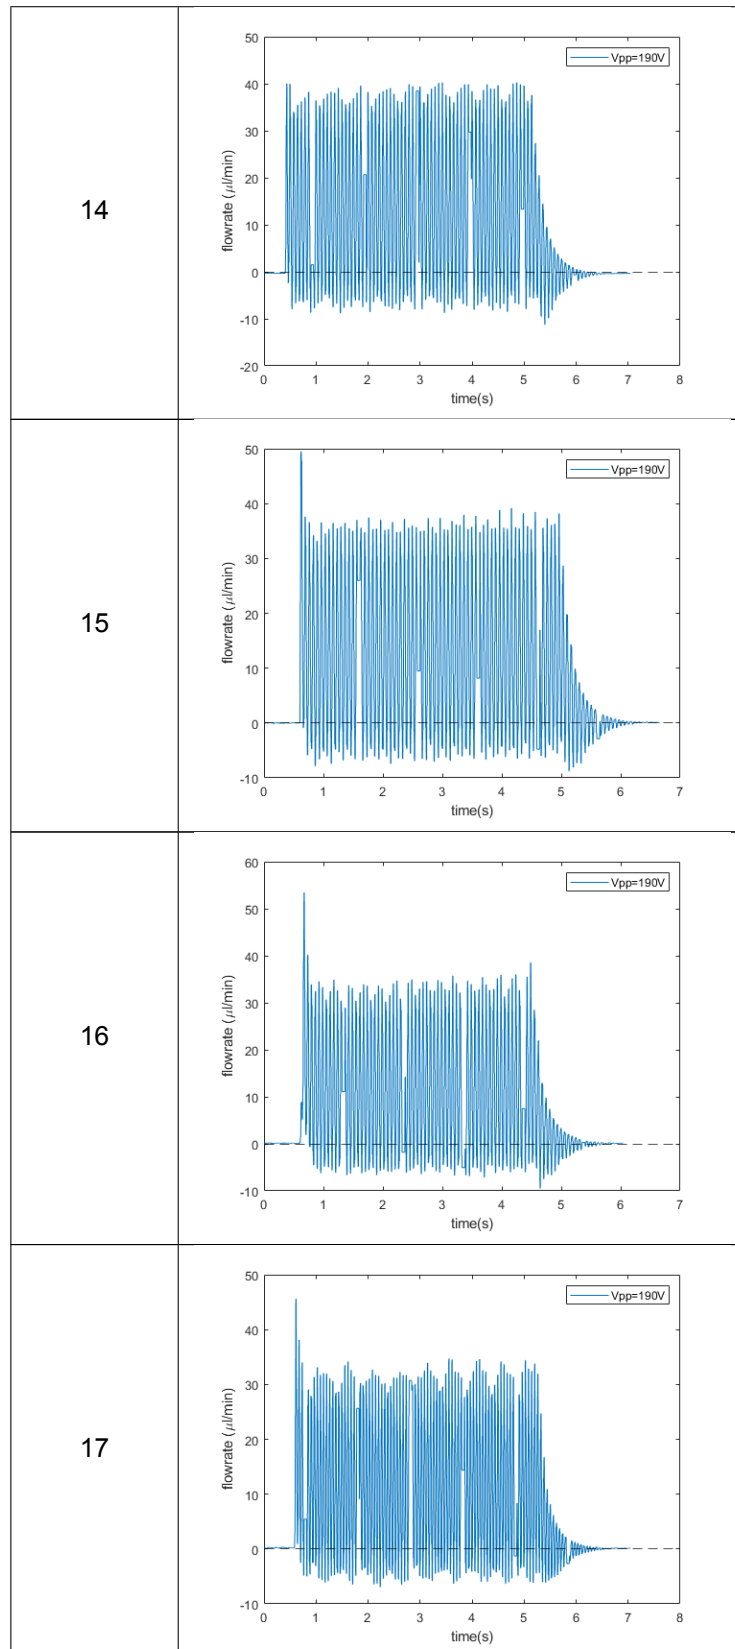 14
50
40
30
20
10
0
-10
-20
flowrate (μl/min)
Vpp=190V
0 1 2 3 4 5 6 7 8
time(s)
15
50
40
30
20
10
0
-10
flowrate (μl/min)
Vpp=190V
0 1 2 3 4 5 6 7
time(s)
16
60
50
40
30
20
10
0
-10
flowrate (μl/min)
Vpp=190V
0 1 2 3 4 5 6 7
time(s)
17
50
40
30
20
10
0
-10
flowrate (μl/min)
Vpp=190V
0 1 2 3 4 5 6 7 8
time(s)